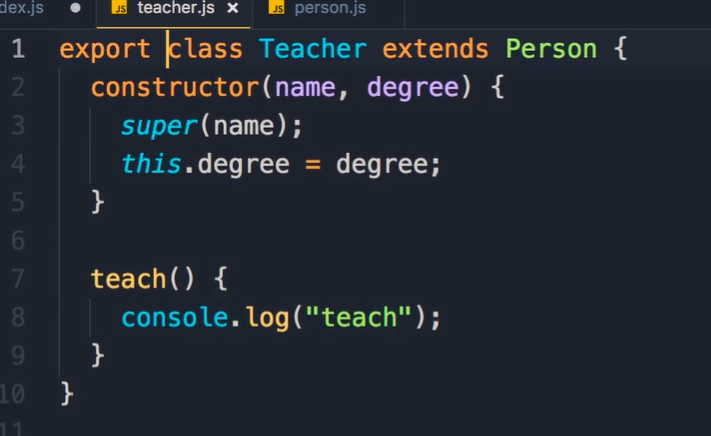 dex.js ● JS teacher.js × JS person.js
1 export class Teacher extends Person {
2 constructor(name, degree) {
3 super(name);
4 this.degree = degree;
5 }
6
7 teach() {
8 console.log("teach");
9 }
10 }
11